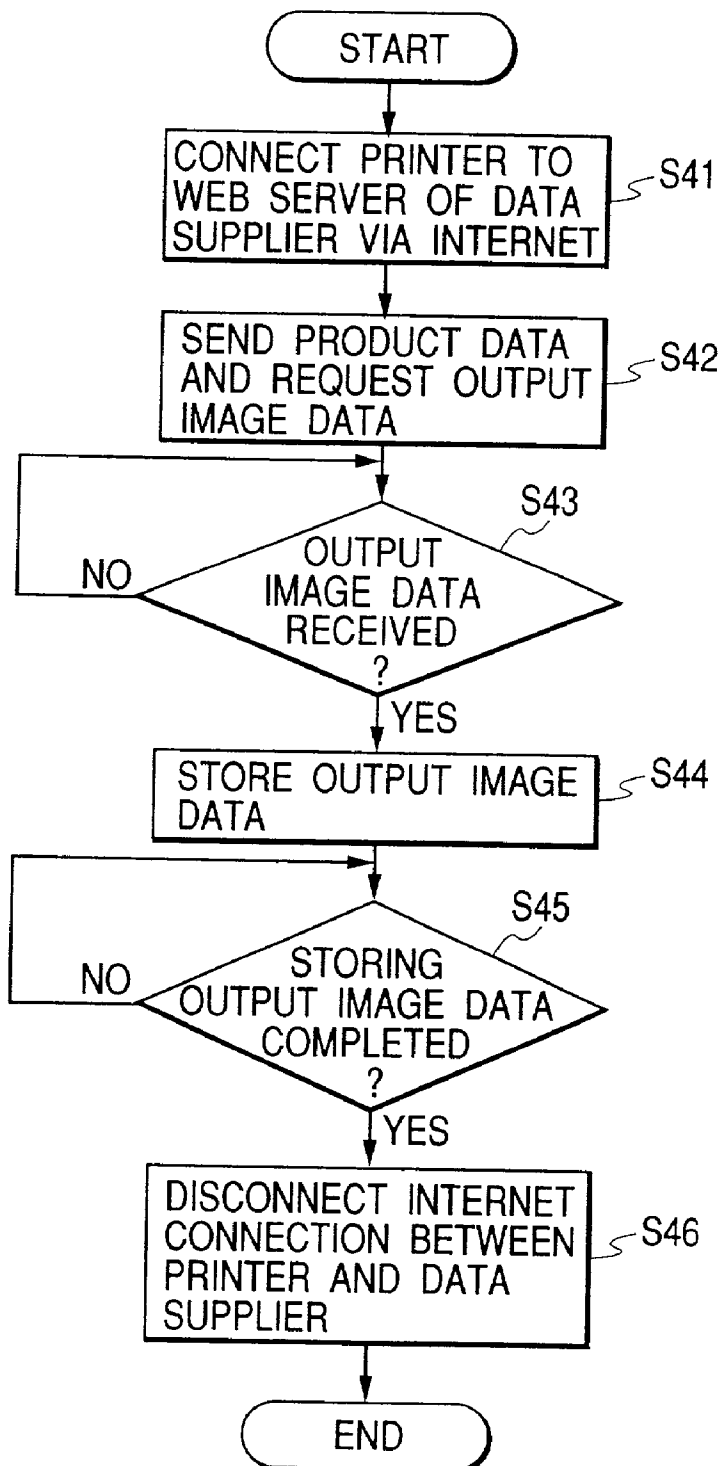 START
CONNECT PRINTER TO
WEB SERVER OF DATA
SUPPLIER VIA INTERNET
S41
SEND PRODUCT DATA
AND REQUEST OUTPUT
IMAGE DATA
S42
S43
OUTPUT
IMAGE DATA
RECEIVED
?
NO
YES
STORE OUTPUT IMAGE
DATA
S44
S45
STORING
OUTPUT IMAGE DATA
COMPLETED
?
NO
YES
DISCONNECT INTERNET
CONNECTION BETWEEN
PRINTER AND DATA
SUPPLIER
S46
END